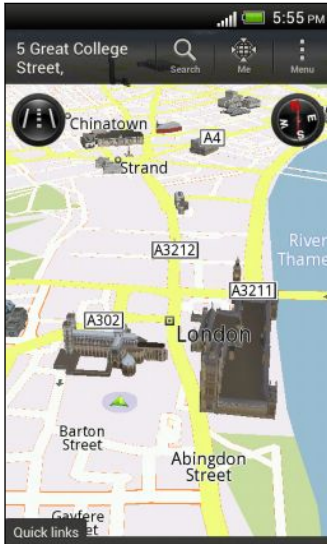 5:55 PM
5 Great College
Street,
Search
Me
Menu
Chinatown
A4
E
S
W
Strand
A3212
River
Thame
A3211
A302
London
Barton
Street
Abingdon
Street
Gayfere
et
Quick links